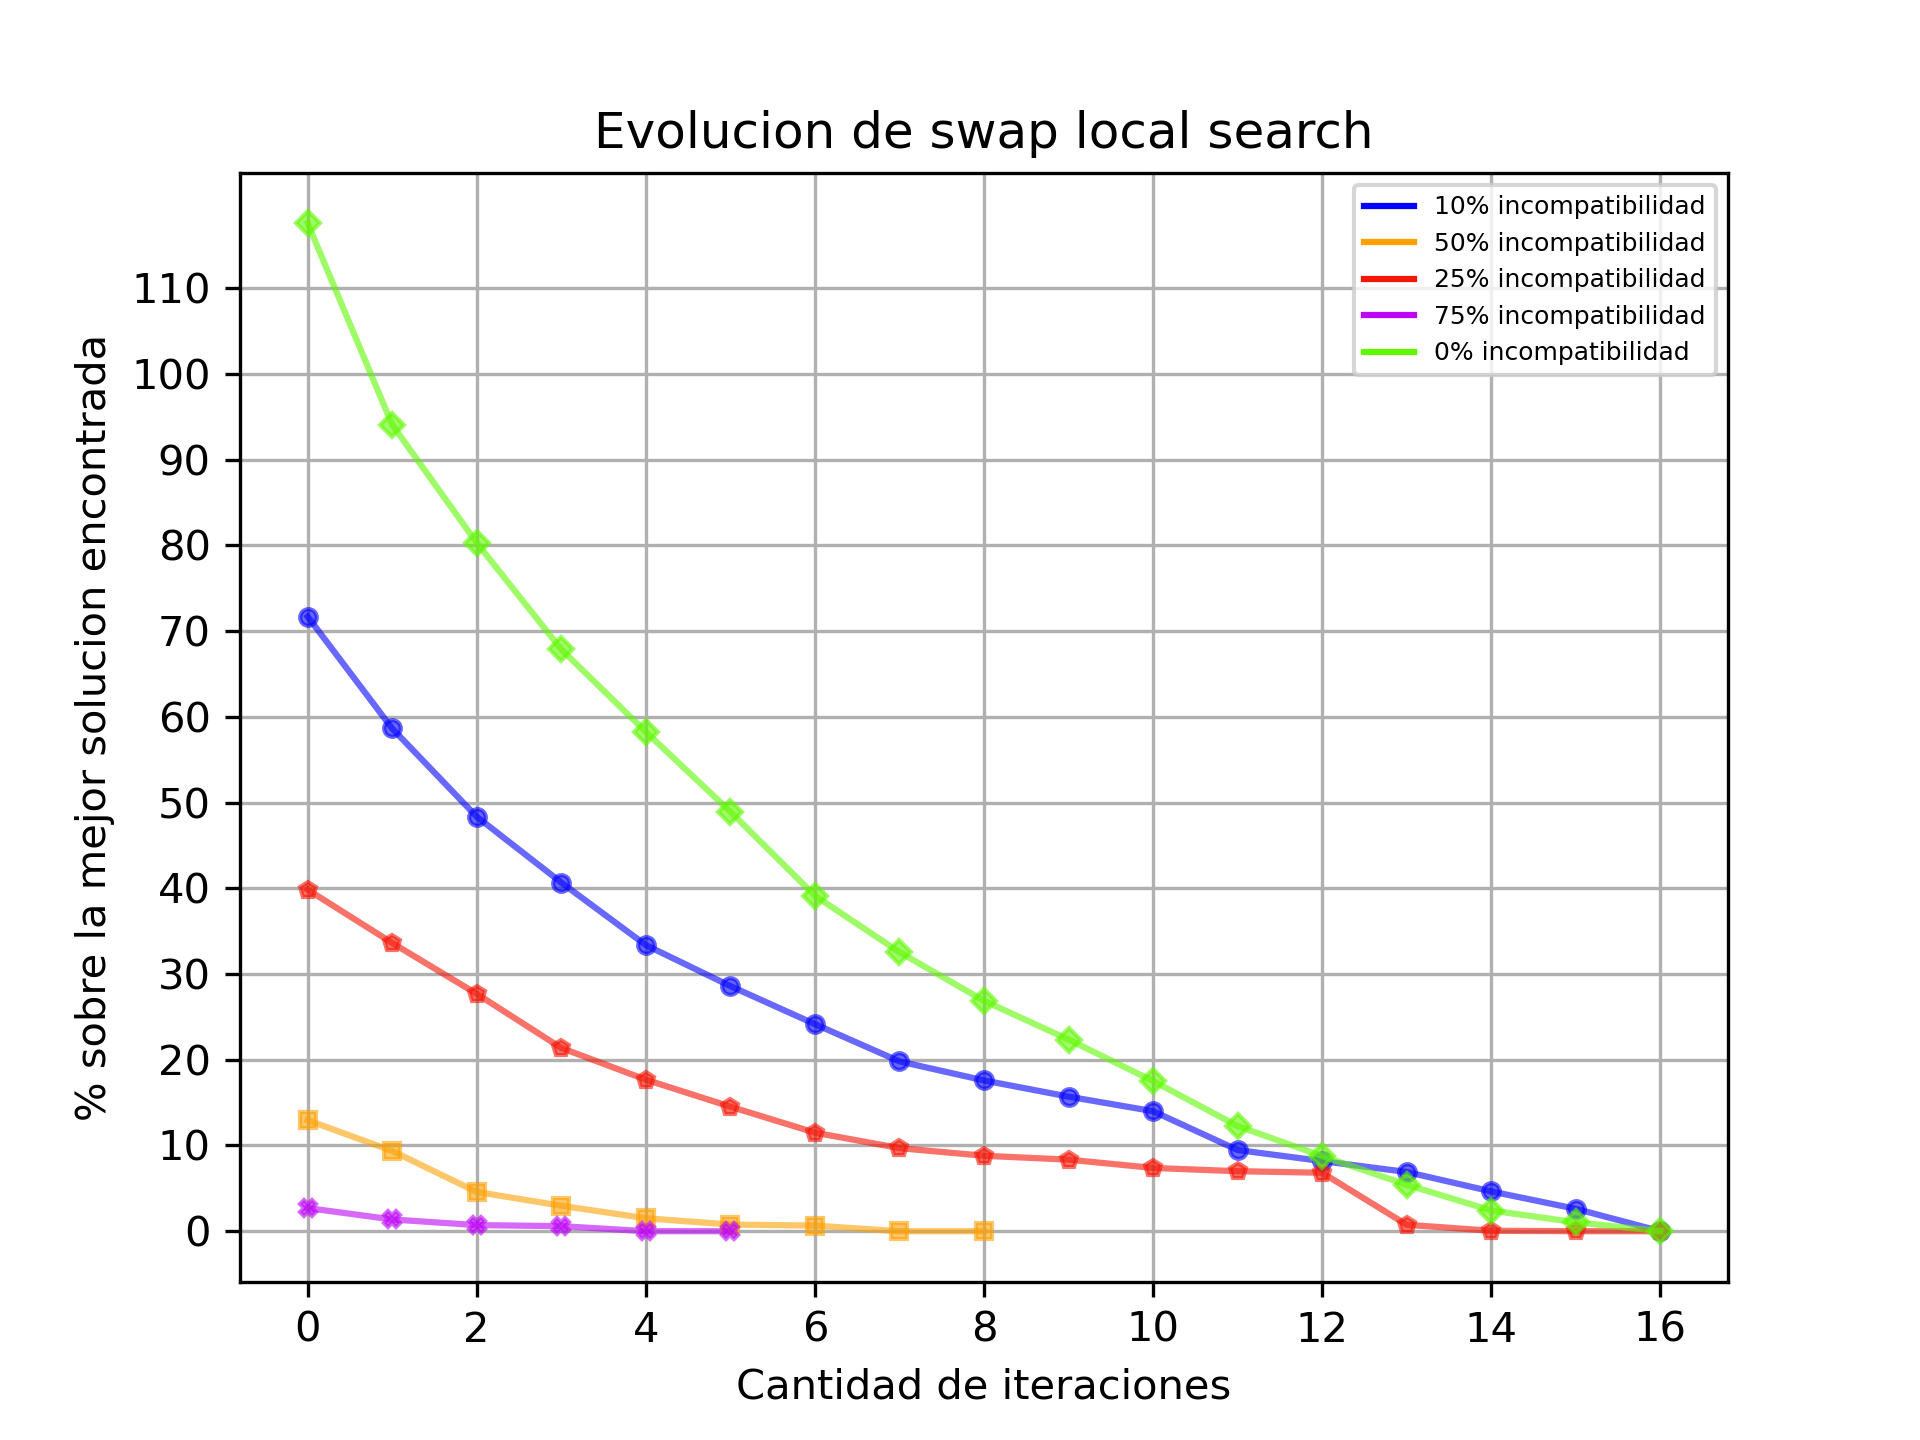 Evolucion de swap local search
10% incompatibilidad
50% incompatibilidad
25% incompatibilidad
75% incompatibilidad
0% incompatibilidad
% sobre la mejor solucion encontrada
110
100
90
80
70
60
50
40
30
20
10
0
0 2 4 6 8 10 12 14 16
Cantidad de iteraciones